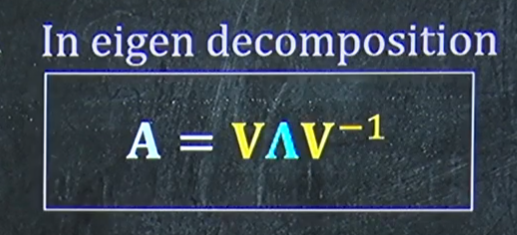 In eigen decomposition
A = VΛV⁻¹